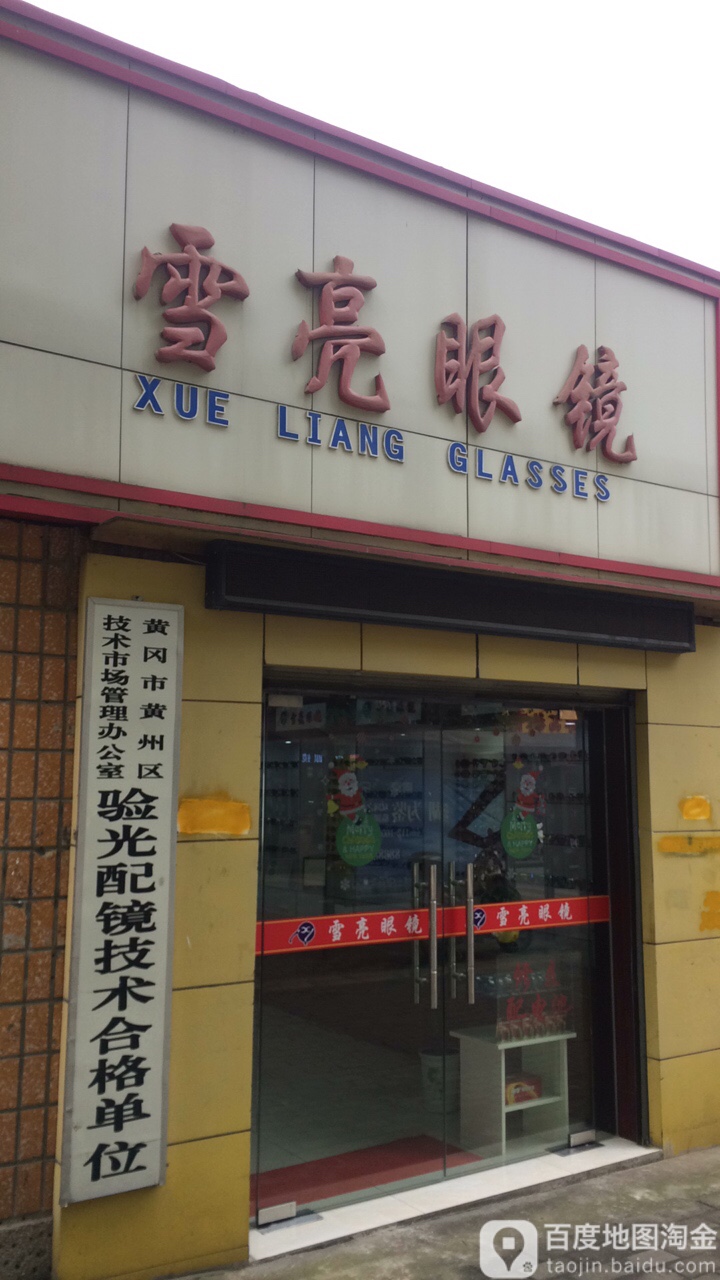 雪亮眼镜
XUE LIANG GLASSES
黄冈市黄州区
技术市场管理办公室
验光配镜技术合格单位
雪亮眼镜
雪亮眼镜
Merry
百度地图淘金
taojin.baidu.com